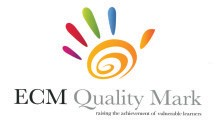 ECM Quality Mark
raising the achievement of vulnerable learners